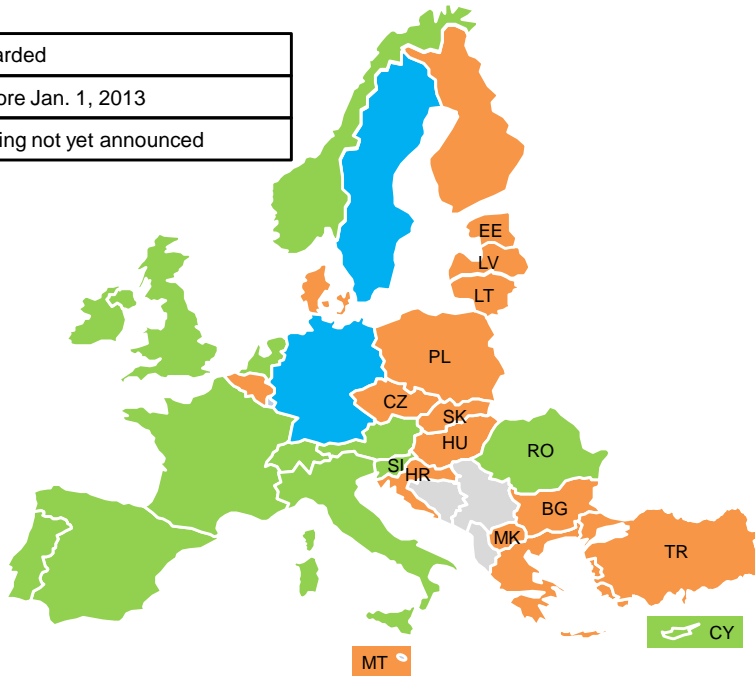 arded
ore Jan. 1, 2013
ing not yet announced
EE
LV
LT
PL
CZ
SK
HU
RO
SI
HR
BG
MK
TR
CY
MT